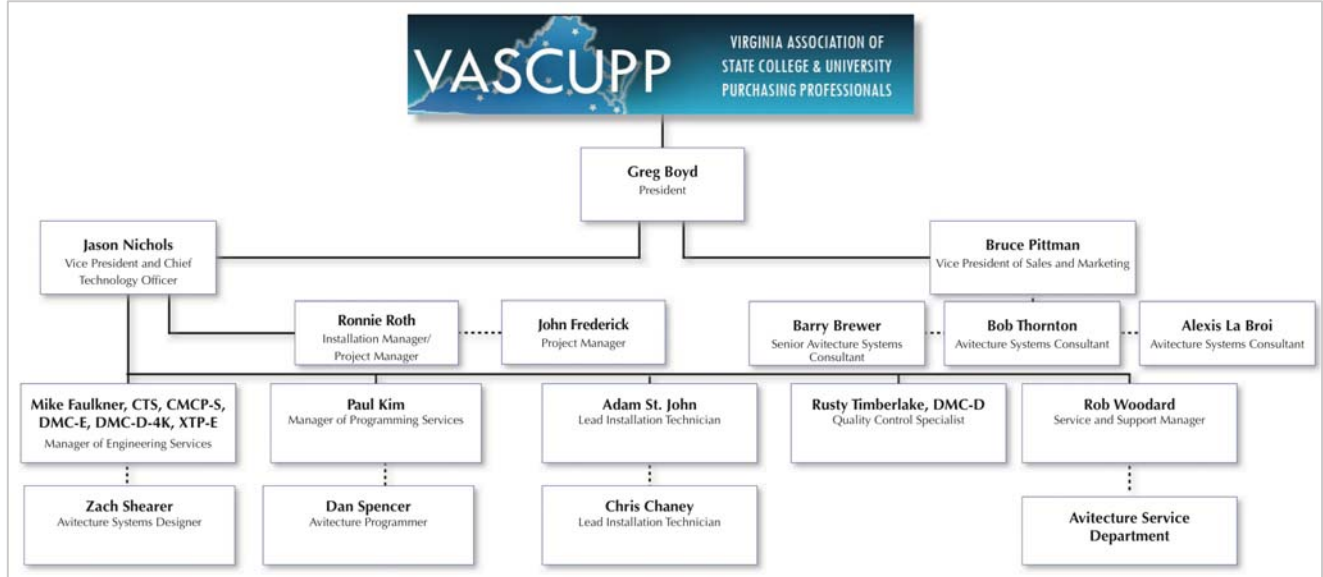 VASCUPP
VIRGINIA ASSOCIATION OF
STATE COLLEGE & UNIVERSITY
PURCHASING PROFESSIONALS
Greg Boyd
President
Jason Nichols
Vice President and Chief
Technology Officer
Bruce Pittman
Vice President of Sales and Marketing
Ronnie Roth
Installation Manager/
Project Manager
John Frederick
Project Manager
Barry Brewer
Senior Avitecture Systems
Consultant
Bob Thornton
Avitecture Systems Consultant
Alexis La Broi
Avitecture Systems Consultant
Mike Faulkner, CTS, CMCP-S,
DMC-E, DMC-D-4K, XTP-E
Manager of Engineering Services
Paul Kim
Manager of Programming Services
Adam St. John
Lead Installation Technician
Rusty Timberlake, DMC-D
Quality Control Specialist
Rob Woodard
Service and Support Manager
Zach Shearer
Avitecture Systems Designer
Dan Spencer
Avitecture Programmer
Chris Chaney
Lead Installation Technician
Avitecture Service
Department